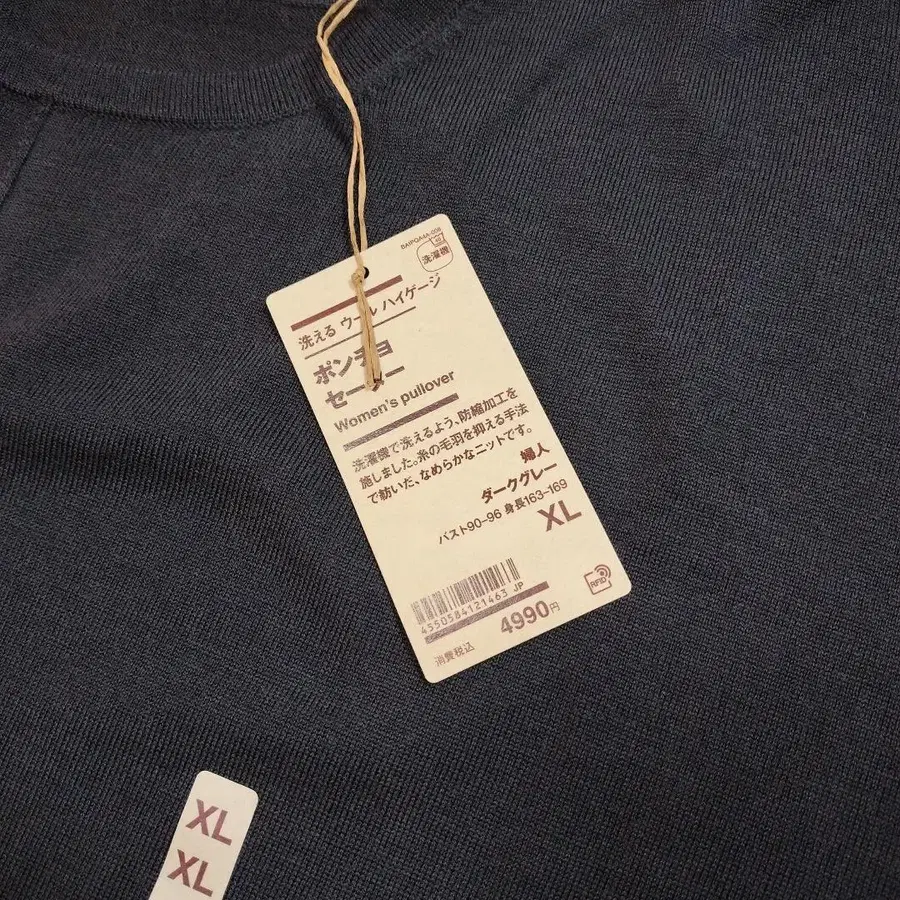 BAIPQA4A-008
洗濯機
洗える ウール ハイゲージ
ポンチョ
セーター
Women's pullover
洗濯機で洗えるよう、防縮加工を
施しました。糸の毛羽を抑える手法
で紡いだ、なめらかなニットです。
婦人
ダークグレー
バスト90-96 身長163-169
XL
RFID
4550584121463 JP
4990円
消費税込
XL
XL